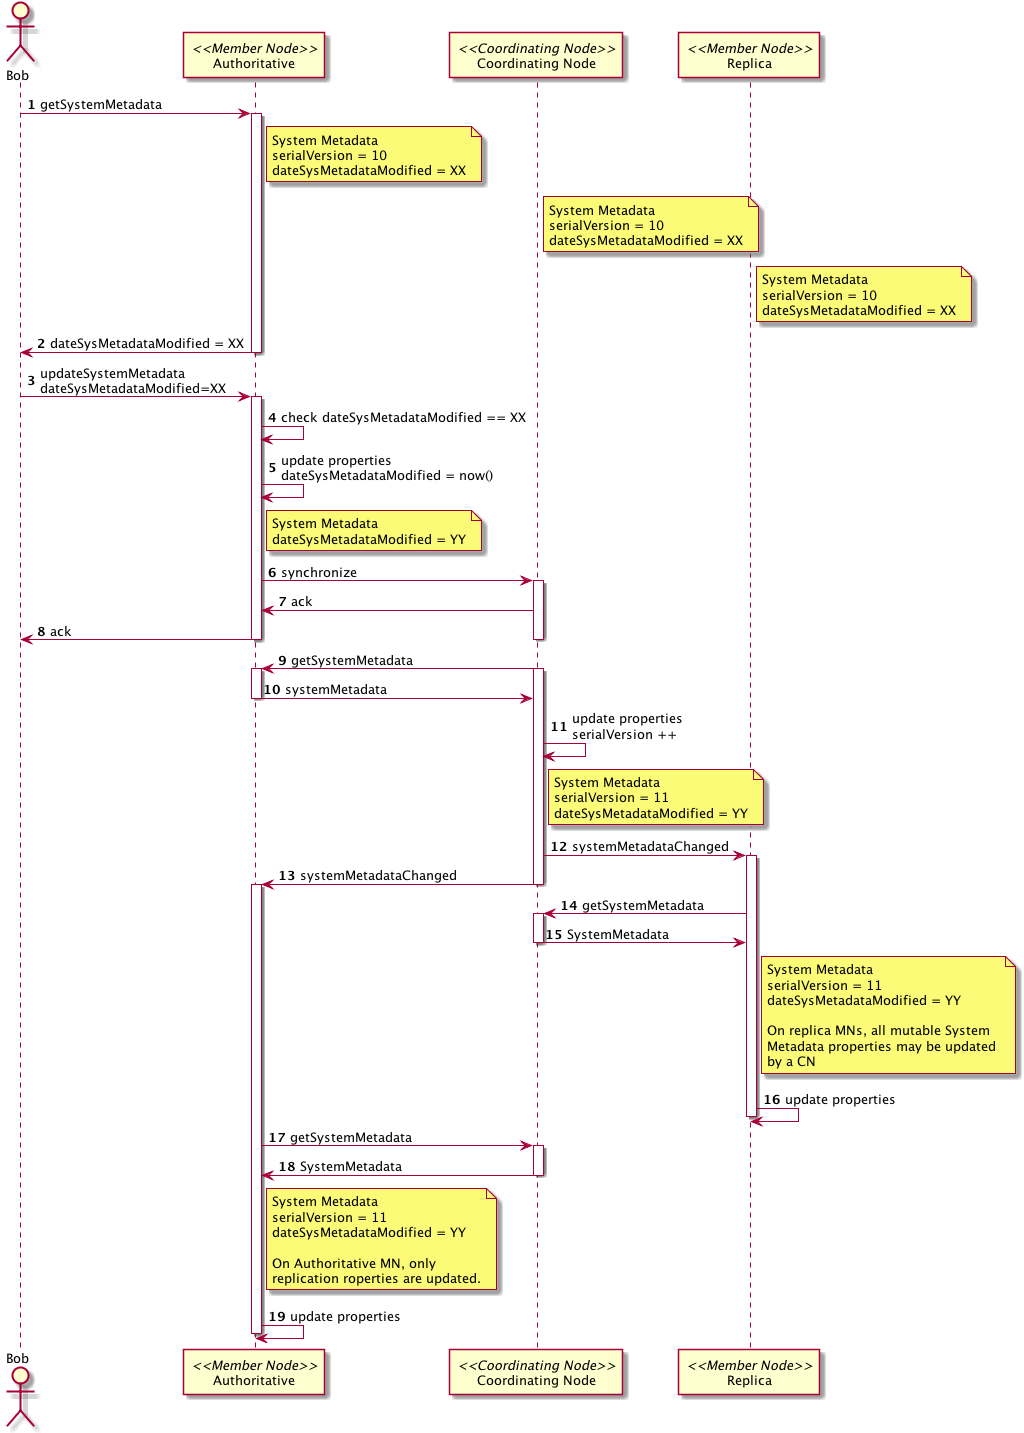 Bob
<<Member Node>>
Authoritative
<<Coordinating Node>>
Coordinating Node
<<Member Node>>
Replica
1 getSystemMetadata
System Metadata
serialVersion = 10
dateSysMetadataModified = XX
System Metadata
serialVersion = 10
dateSysMetadataModified = XX
System Metadata
serialVersion = 10
dateSysMetadataModified = XX
2 dateSysMetadataModified = XX
3 updateSystemMetadata
dateSysMetadataModified=XX
4 check dateSysMetadataModified == XX
5 update properties
dateSysMetadataModified = now()
System Metadata
dateSysMetadataModified = YY
6 synchronize
7 ack
8 ack
9 getSystemMetadata
10 systemMetadata
11 update properties
serialVersion ++
System Metadata
serialVersion = 11
dateSysMetadataModified = YY
12 systemMetadataChanged
13 systemMetadataChanged
14 getSystemMetadata
15 SystemMetadata
System Metadata
serialVersion = 11
dateSysMetadataModified = YY
On replica MNs, all mutable System
Metadata properties may be updated
by a CN
16 update properties
17 getSystemMetadata
18 SystemMetadata
System Metadata
serialVersion = 11
dateSysMetadataModified = YY
On Authoritative MN, only
replication roperties are updated.
19 update properties
Bob
<<Member Node>>
Authoritative
<<Coordinating Node>>
Coordinating Node
<<Member Node>>
Replica